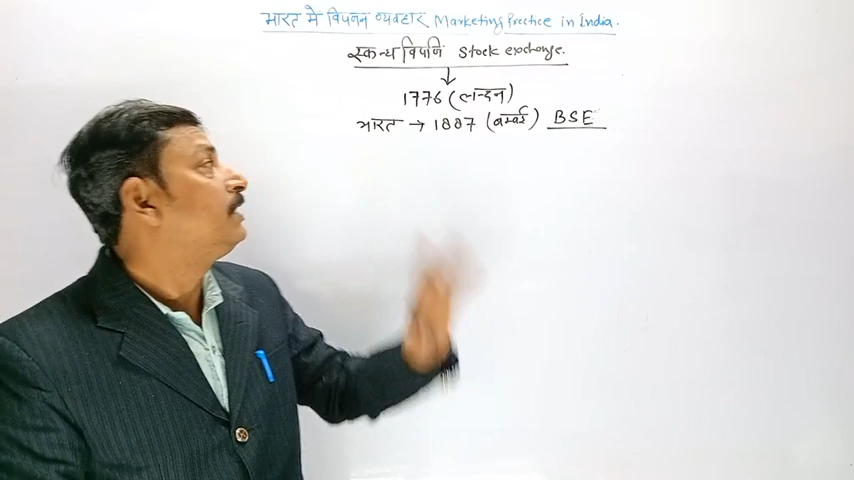 भारत में विपणन व्यवहार Marketing Practice in India.
स्कन्ध विपणि Stock exchange.
1776 (लन्दन)
भारत → 1887 (बम्बई) BSE